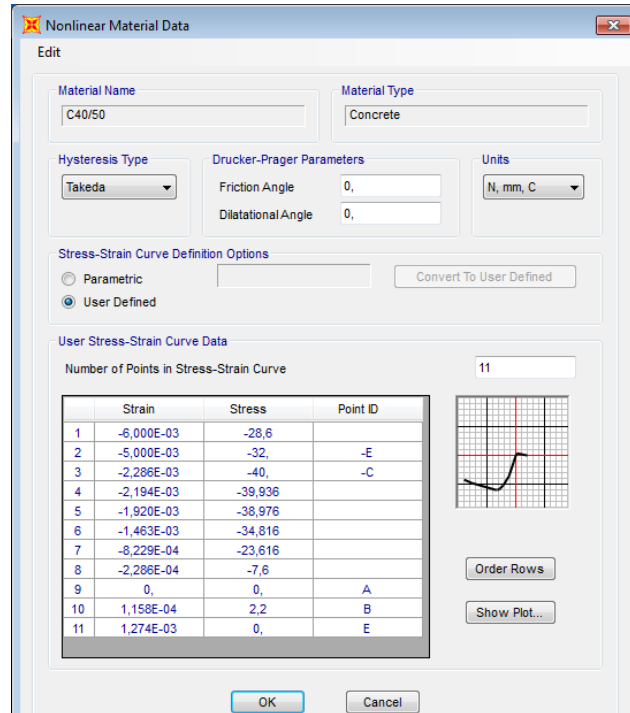 Nonlinear Material Data
Edit
Material Name
Material Type
C40/50
Concrete
Hysteresis Type
Drucker-Prager Parameters
Units
Takeda
Friction Angle
0,
N, mm, C
Dilatational Angle
0,
Stress-Strain Curve Definition Options
Parametric
Convert To User Defined
User Defined
User Stress-Strain Curve Data
Number of Points in Stress-Strain Curve
11
Strain Stress Point ID
1 -6,000E-03 -28,6
2 -5,000E-03 -32, -E
3 -2,286E-03 -40, -C
4 -2,194E-03 -39,936
5 -1,920E-03 -38,976
6 -1,463E-03 -34,816
7 -8,229E-04 -23,616
8 -2,286E-04 -7,6
9 0, 0, A
10 1,158E-04 2,2 B
11 1,274E-03 0, E
Order Rows
Show Plot...
OK
Cancel